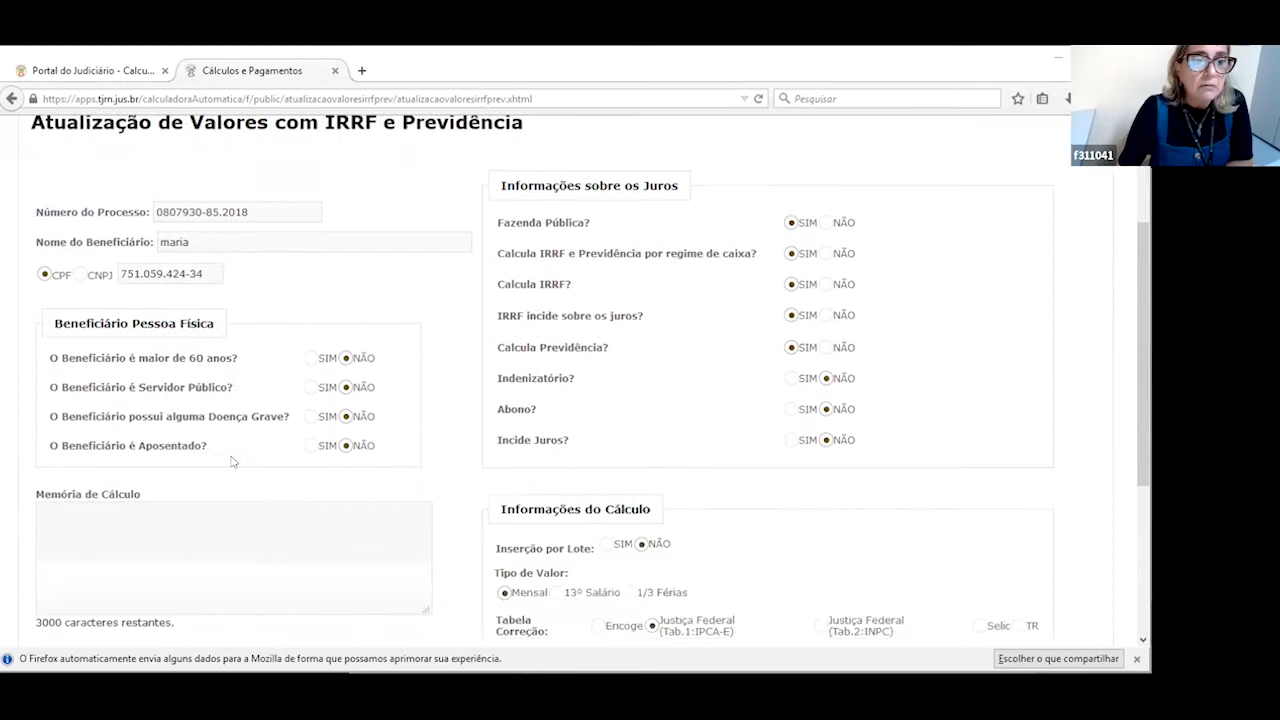 Portal do Judiciário - Calcu...
Cálculos e Pagamentos
https://apps.tjrn.jus.br/calculadoraAutomatica/f/public/atualizacaovaloresirrfprev/atualizacaovaloresirrfprev.xhtml
Pesquisar
f311041
Atualização de Valores com IRRF e Previdência
Número do Processo: 0807930-85.2018
Nome do Beneficiário: maria
CPF CNPJ 751.059.424-34
Beneficiário Pessoa Física
O Beneficiário é maior de 60 anos? SIM NÃO
O Beneficiário é Servidor Público? SIM NÃO
O Beneficiário possui alguma Doença Grave? SIM NÃO
O Beneficiário é Aposentado? SIM NÃO
Memória de Cálculo
3000 caracteres restantes.
Informações sobre os Juros
Fazenda Pública? SIM NÃO
Calcula IRRF e Previdência por regime de caixa? SIM NÃO
Calcula IRRF? SIM NÃO
IRRF incide sobre os juros? SIM NÃO
Calcula Previdência? SIM NÃO
Indenizatório? SIM NÃO
Abono? SIM NÃO
Incide Juros? SIM NÃO
Informações do Cálculo
Inserção por Lote: SIM NÃO
Tipo de Valor:
Mensal 13º Salário 1/3 Férias
Tabela Correção: Encoge Justiça Federal (Tab.1:IPCA-E) Justiça Federal (Tab.2:INPC) Selic TR
O Firefox automaticamente envia alguns dados para a Mozilla de forma que possamos aprimorar sua experiência.
Escolher o que compartilhar